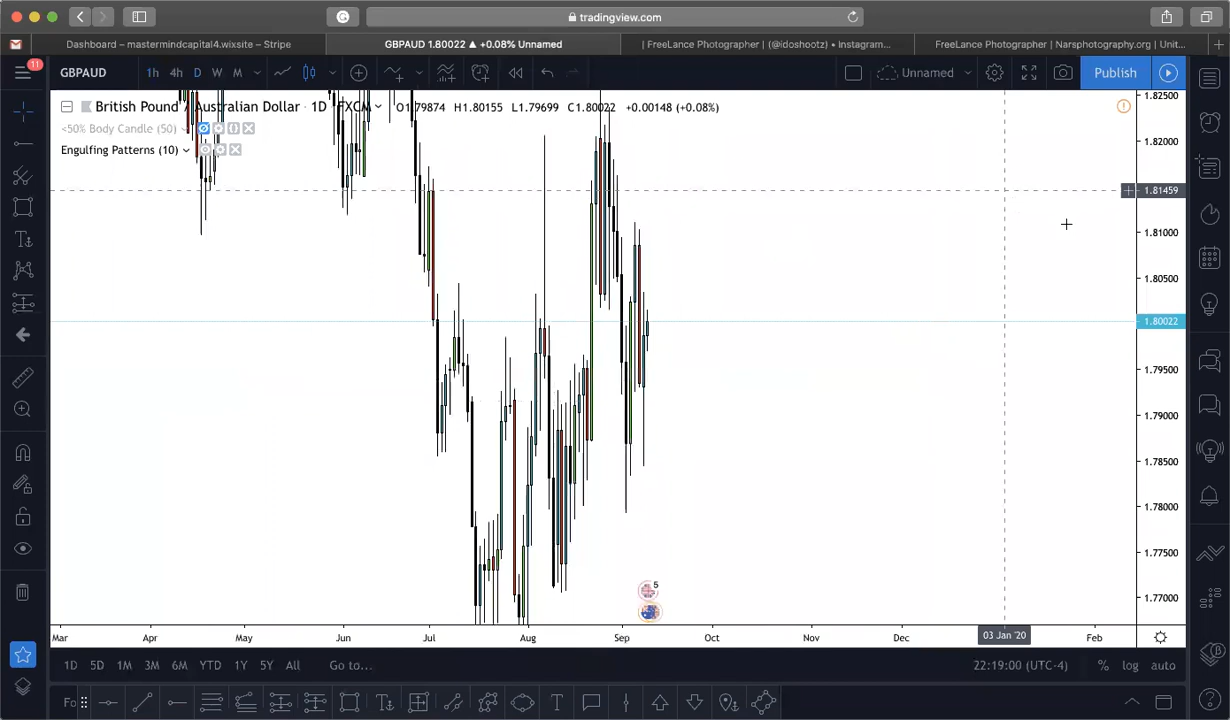 tradingview.com
Dashboard – mastermindcapital4.wixsite – Stripe
GBPAUD 1.80022 ▲ +0.08% Unnamed
| FreeLance Photographer | (@idoshootz) • Instagram...
FreeLance Photographer | Narsphotography.org | Unit...
11
GBPAUD
1h 4h D W M
Unnamed
Publish
British Pound / Australian Dollar · 1D · FXCM
O1.79874 H1.80155 L1.79699 C1.80022 +0.00148 (+0.08%)
<50% Body Candle (50)
Engulfing Patterns (10)
1.82500
1.82000
1.81459
1.81000
1.80500
1.80022
1.79500
1.79000
1.78500
1.78000
1.77500
1.77000
5
Mar Apr May Jun Jul Aug Sep Oct Nov Dec 03 Jan '20 Feb
1D 5D 1M 3M 6M YTD 1Y 5Y All Go to...
22:19:00 (UTC-4) % log auto
Fo